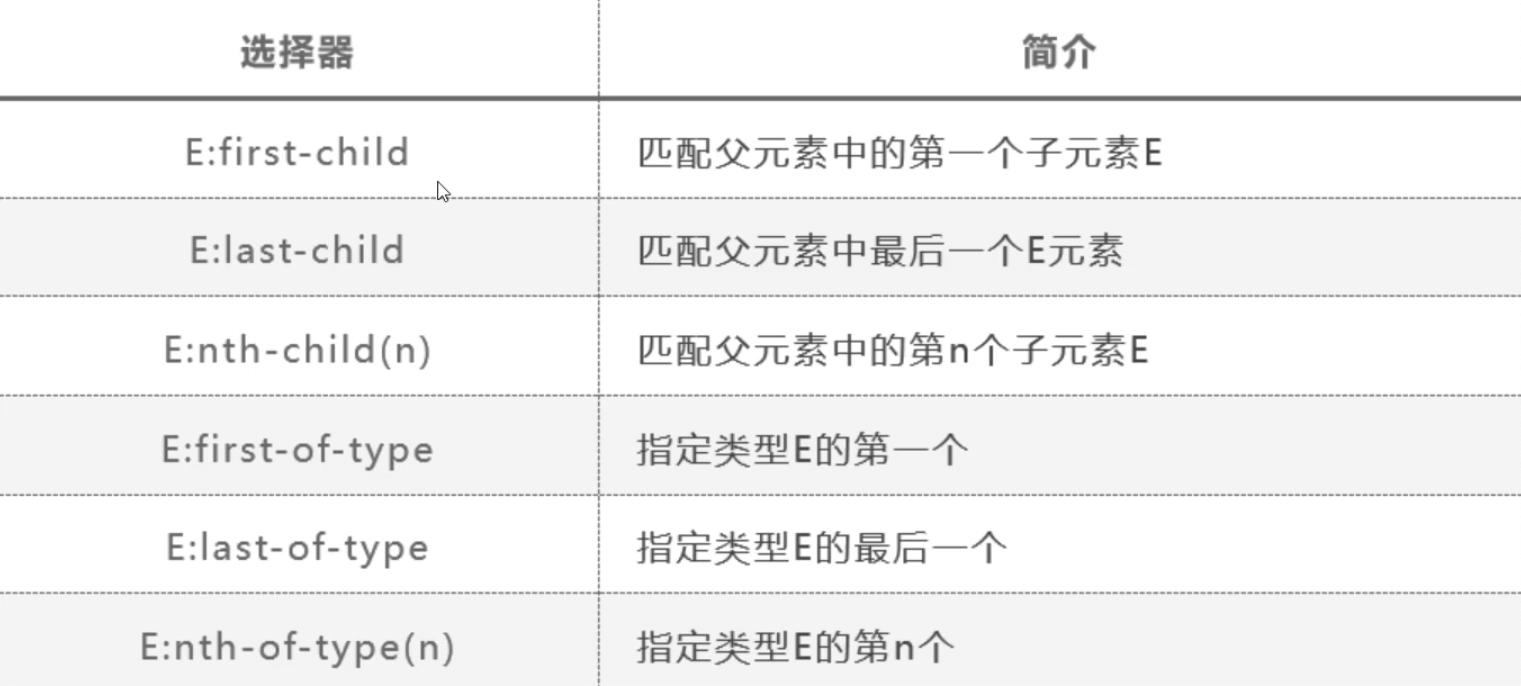 选择器 简介
E:first-child 匹配父元素中的第一个子元素E
E:last-child 匹配父元素中最后一个E元素
E:nth-child(n) 匹配父元素中的第n个子元素E
E:first-of-type 指定类型E的第一个
E:last-of-type 指定类型E的最后一个
E:nth-of-type(n) 指定类型E的第n个